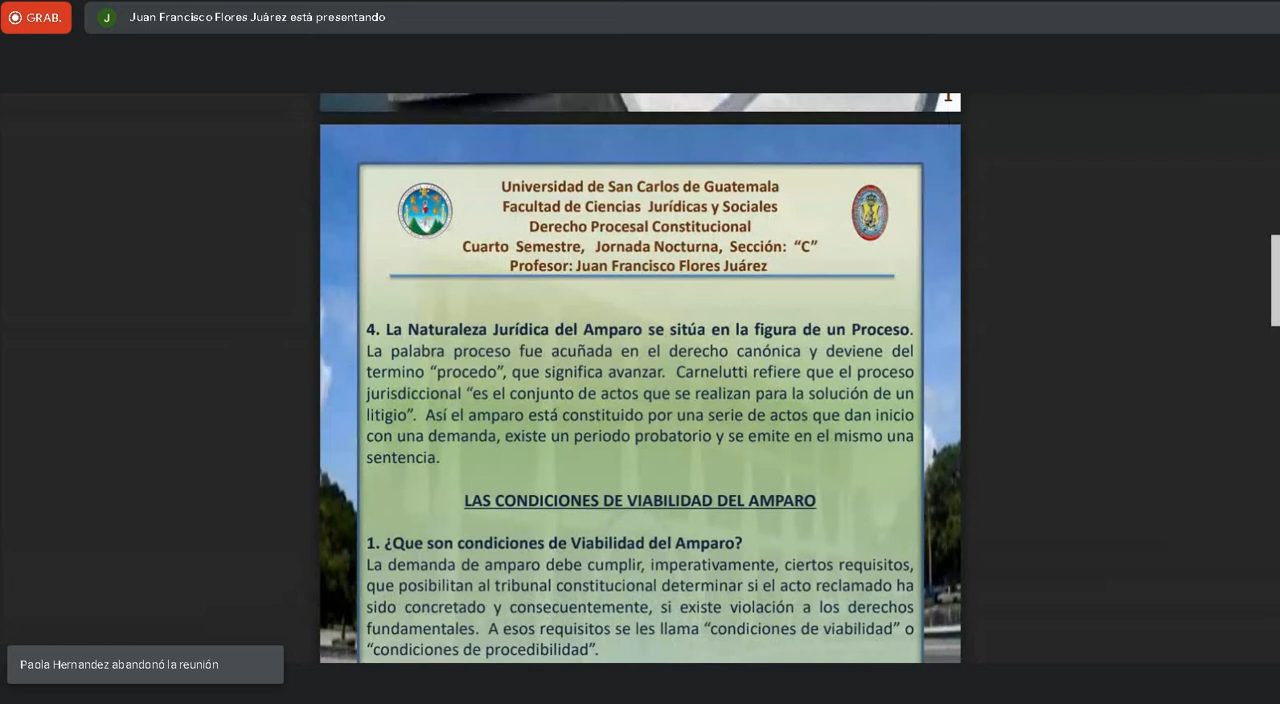 GRAB.
J
Juan Francisco Flores Juárez está presentando
1
Universidad de San Carlos de Guatemala
Facultad de Ciencias Jurídicas y Sociales
Derecho Procesal Constitucional
Cuarto Semestre, Jornada Nocturna, Sección: “C”
Profesor: Juan Francisco Flores Juárez
4. La Naturaleza Jurídica del Amparo se sitúa en la figura de un Proceso.
La palabra proceso fue acuñada en el derecho canónica y deviene del
termino “procedo”, que significa avanzar. Carnelutti refiere que el proceso
jurisdiccional “es el conjunto de actos que se realizan para la solución de un
litigio”. Así el amparo está constituido por una serie de actos que dan inicio
con una demanda, existe un periodo probatorio y se emite en el mismo una
sentencia.
LAS CONDICIONES DE VIABILIDAD DEL AMPARO
1. ¿Que son condiciones de Viabilidad del Amparo?
La demanda de amparo debe cumplir, imperativamente, ciertos requisitos,
que posibilitan al tribunal constitucional determinar si el acto reclamado ha
sido concretado y consecuentemente, si existe violación a los derechos
fundamentales. A esos requisitos se les llama “condiciones de viabilidad” o
“condiciones de procedibilidad”.
Paola Hernandez abandonó la reunión